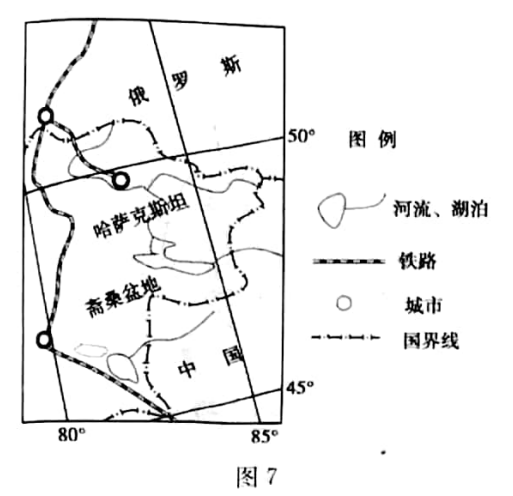 俄罗斯
50°
图例
河流、湖泊
哈萨克斯坦
铁路
斋桑盆地
城市
国界线
中国
45°
80°
85°
图7